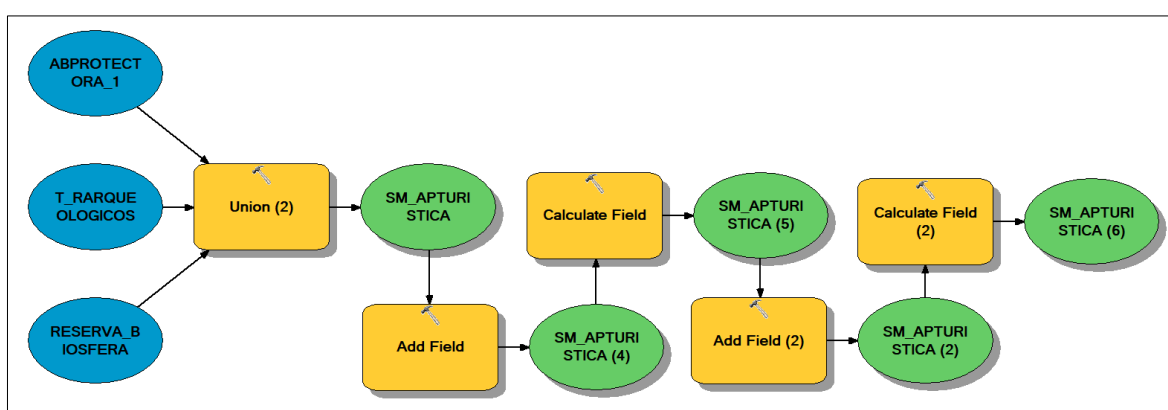 ABPROTECT
ORA_1
T_RARQUE
OLOGICOS
RESERVA_B
IOSFERA
Union (2)
SM_APTURI
STICA
Add Field
SM_APTURI
STICA (4)
Calculate Field
SM_APTURI
STICA (5)
Add Field (2)
SM_APTURI
STICA (2)
Calculate Field
(2)
SM_APTURI
STICA (6)